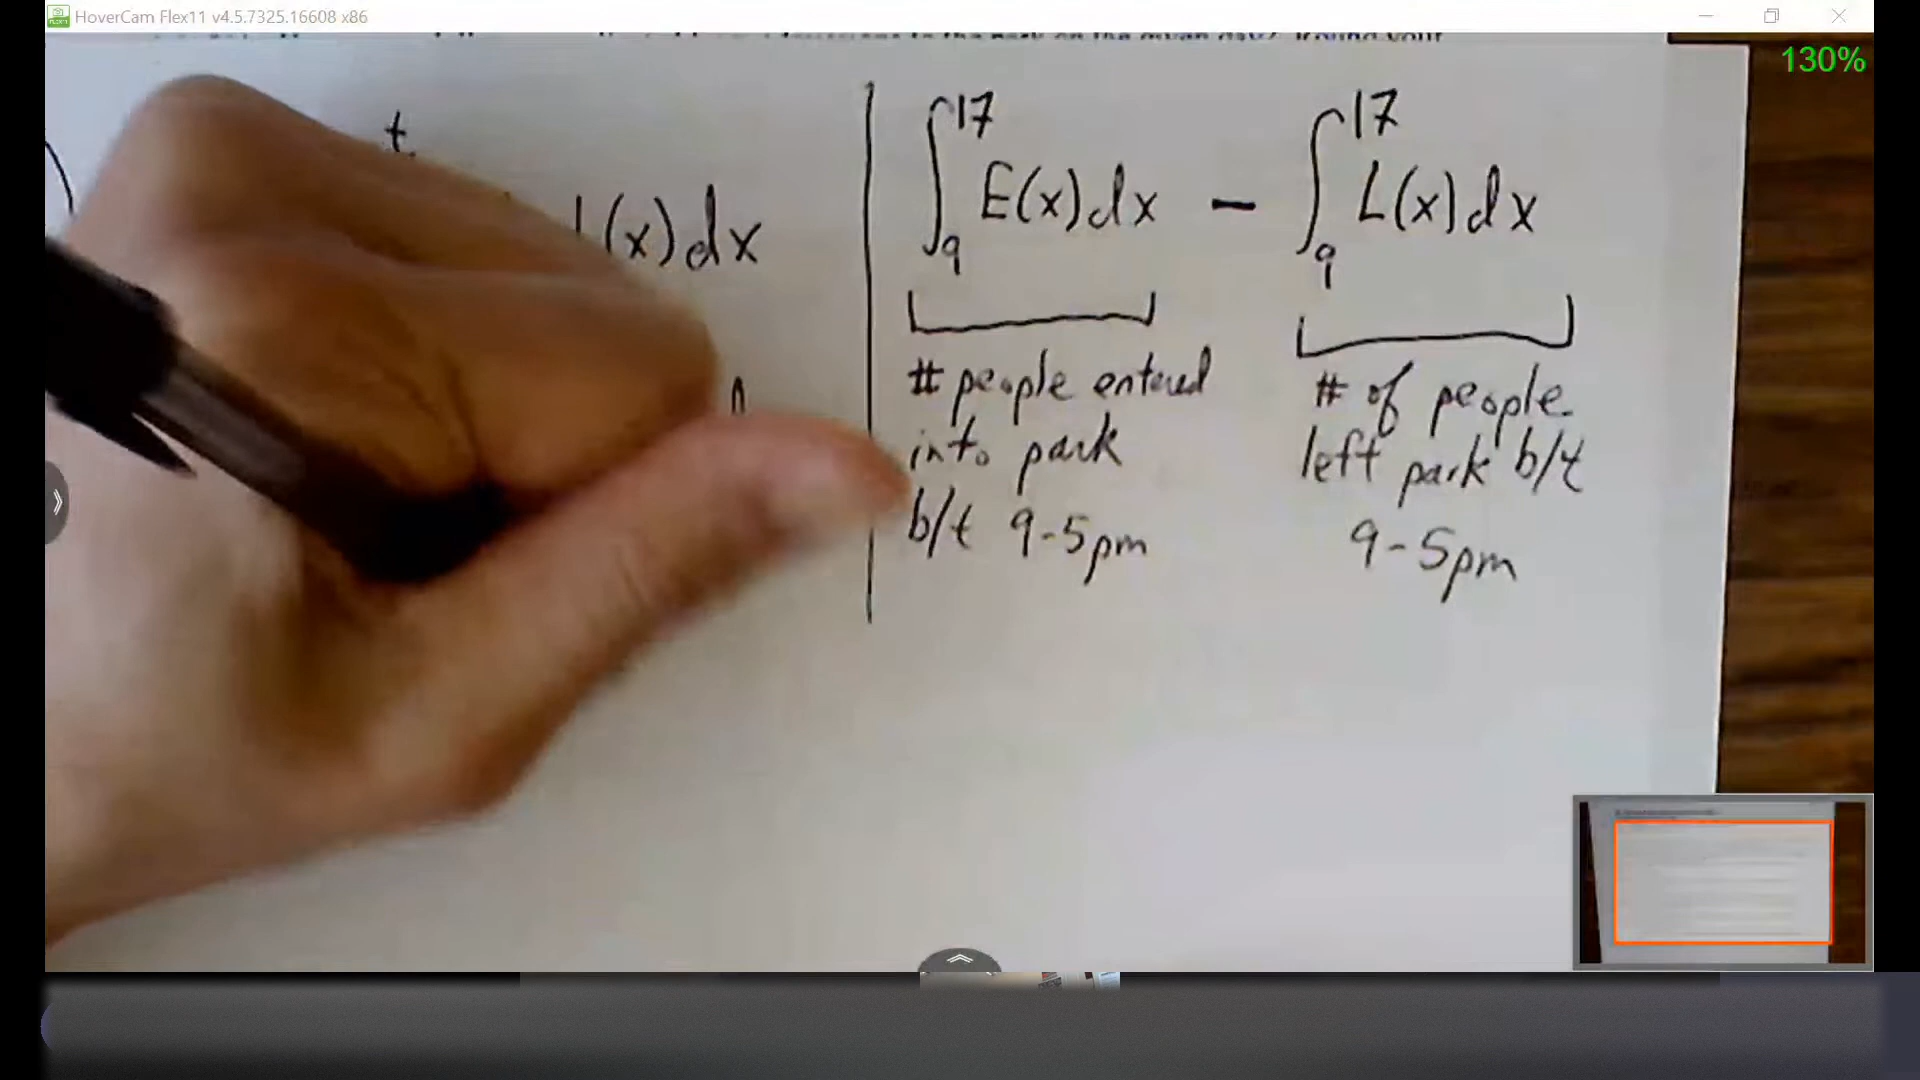 HoverCam Flex11 v4.5.7325.16608 x86
130%
t
(x)dx
∫₉¹⁷ E(x)dx - ∫₉¹⁷ L(x)dx
# people entered
into park
b/t 9-5pm
# of people
left park b/t
9-5pm